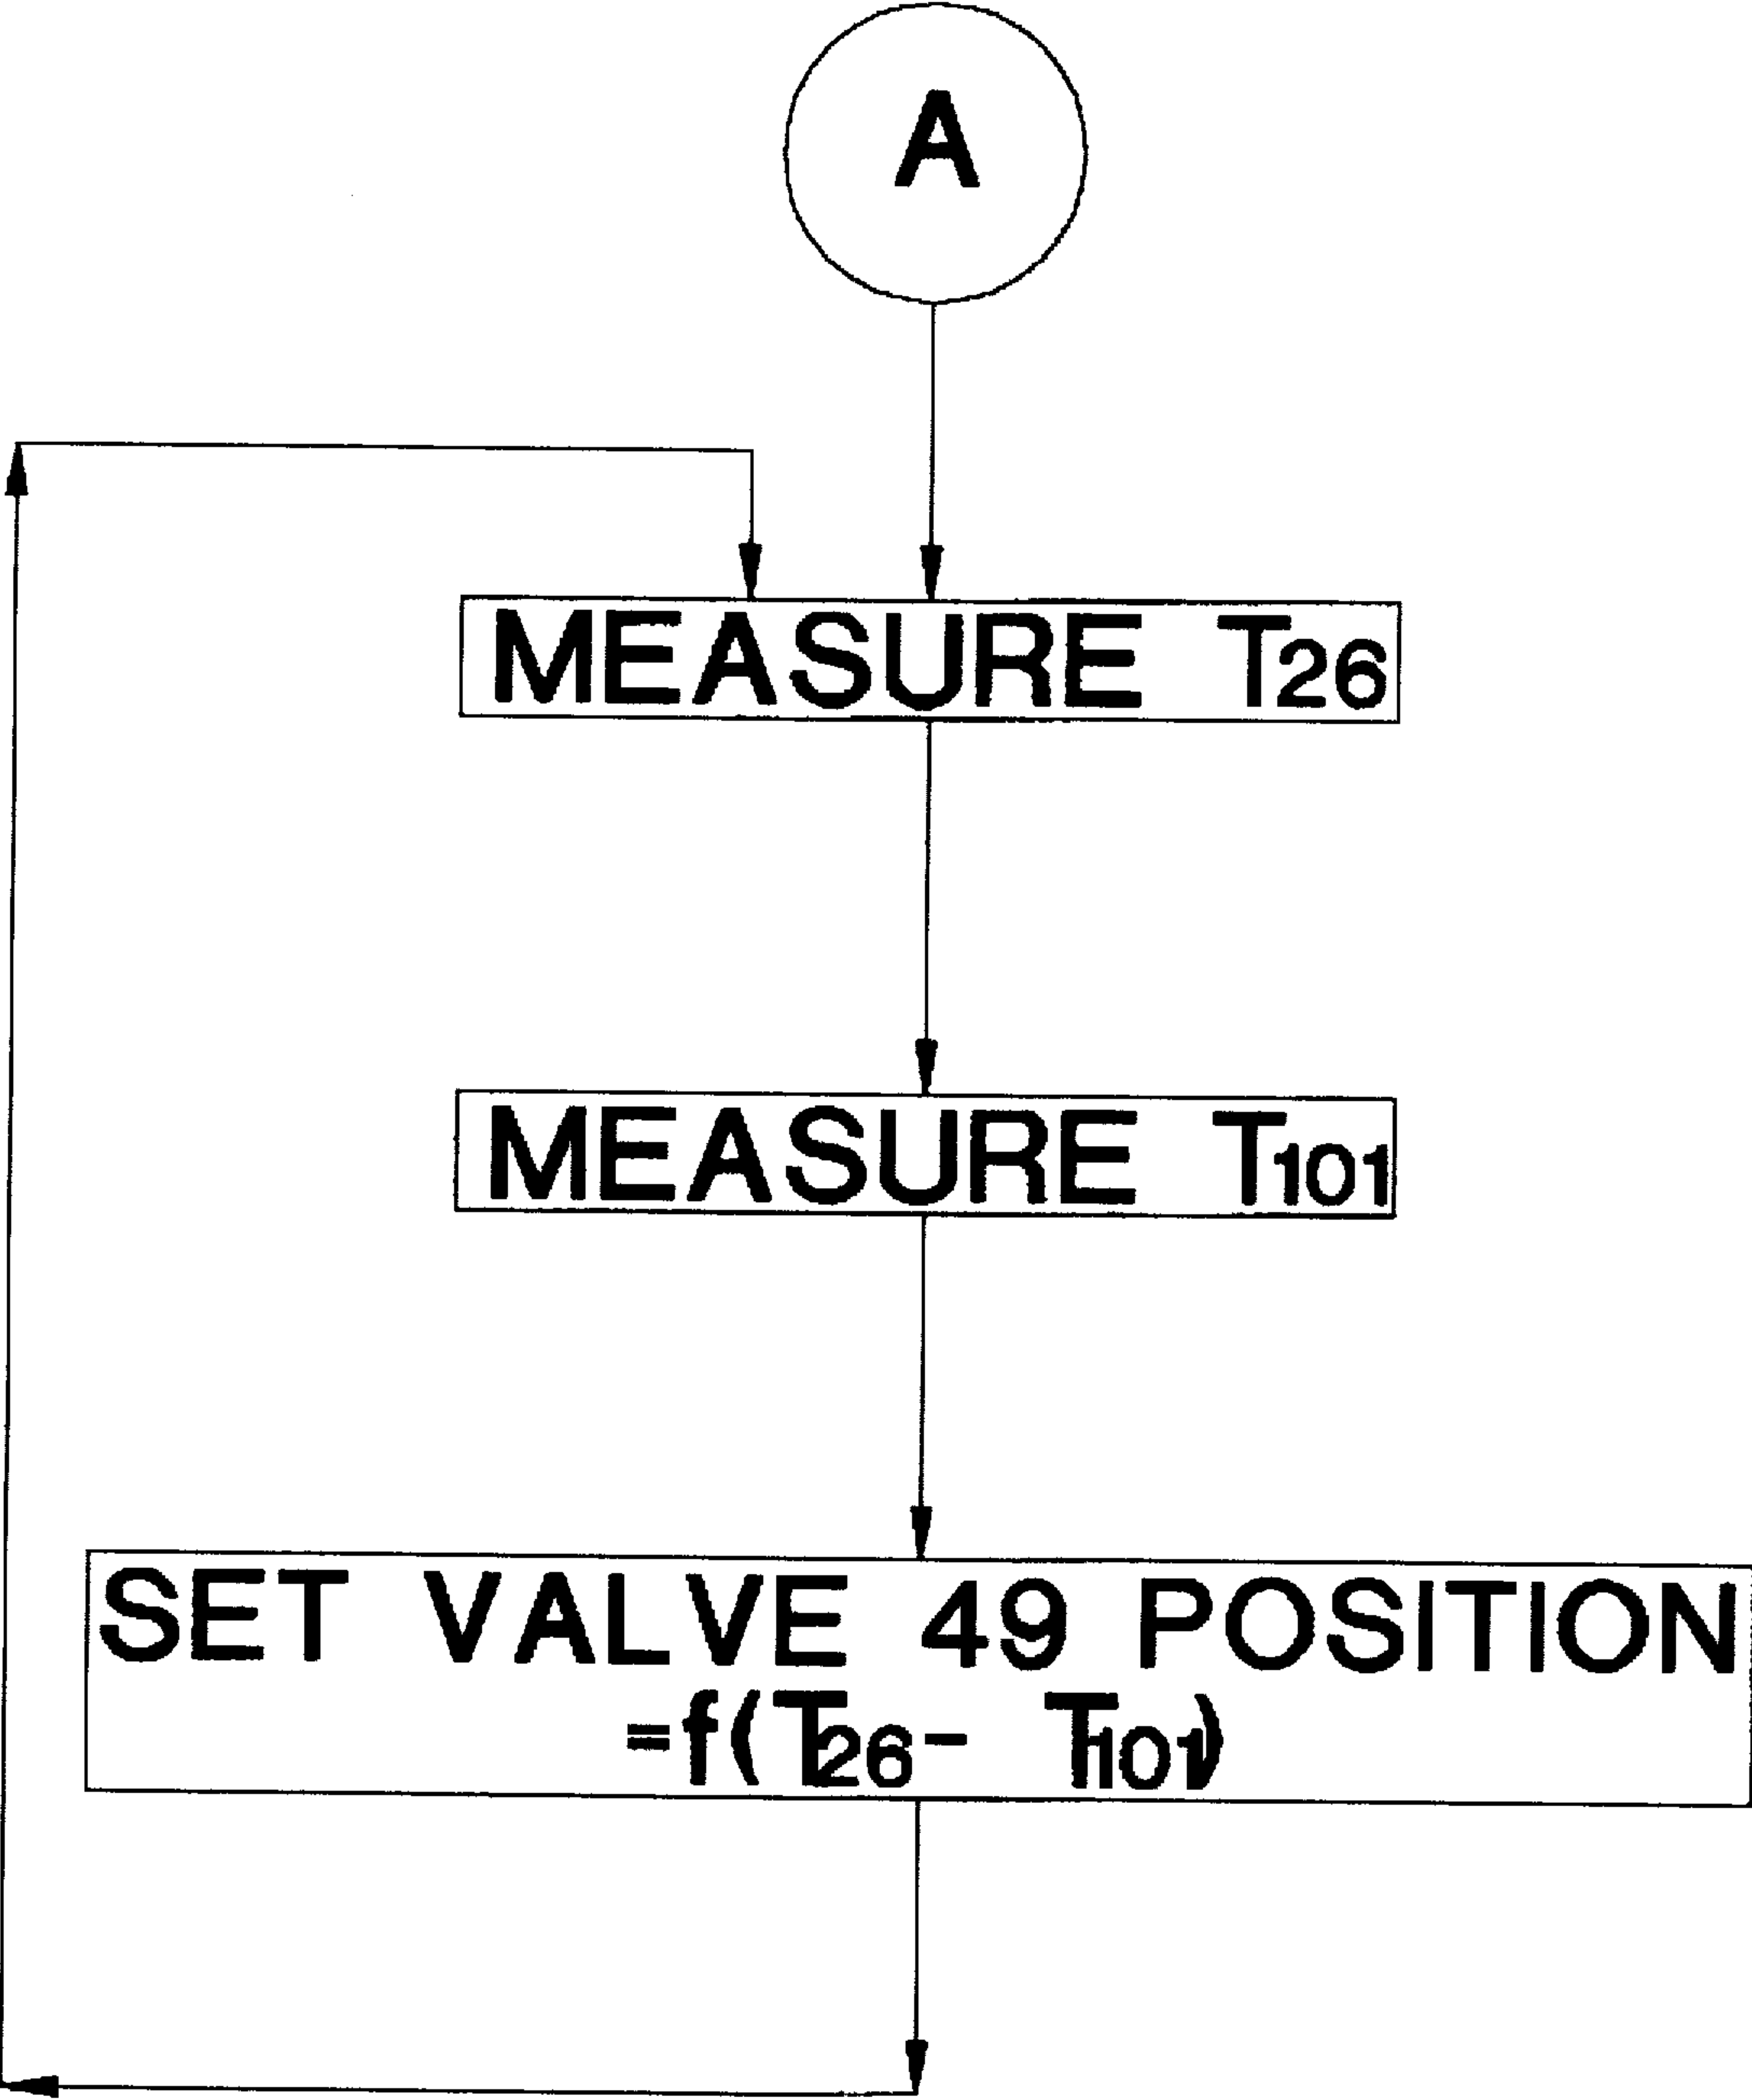 A
MEASURE T26
MEASURE T101
SET VALVE 49 POSITION
=f(T26- T101)